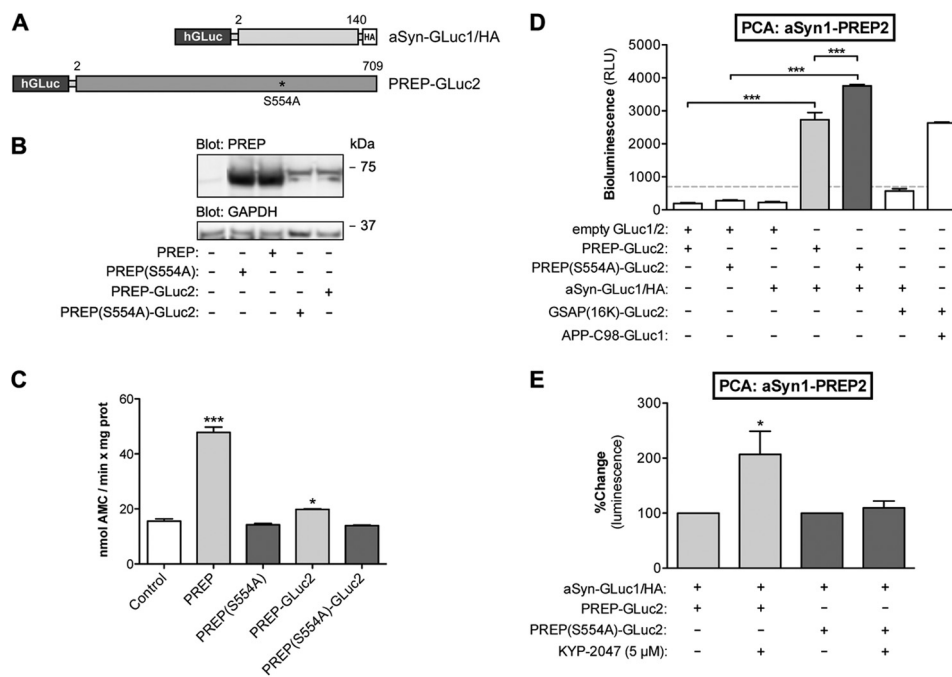 A
2 140
hGLuc HA aSyn-GLuc1/HA
2 709
hGLuc * PREP-GLuc2
S554A
B
Blot: PREP kDa
– 75
Blot: GAPDH
– 37
PREP: – – + – –
PREP(S554A): – + – – –
PREP-GLuc2: – – – – +
PREP(S554A)-GLuc2: – – – + –
C
nmol AMC / min x mg prot
60
40
20
0
***
*
Control
PREP
PREP(S554A)
PREP-GLuc2
PREP(S554A)-GLuc2
D
PCA: aSyn1-PREP2
Bioluminescence (RLU)
5000
4000
3000
2000
1000
0
***
***
***
empty GLuc1/2: + + + – – – –
PREP-GLuc2: + – – + – – –
PREP(S554A)-GLuc2: – + – – + – –
aSyn-GLuc1/HA: – – + + + + –
GSAP(16K)-GLuc2: – – – – – + +
APP-C98-GLuc1: – – – – – – +
E
PCA: aSyn1-PREP2
%Change
(luminescence)
300
200
100
0
*
aSyn-GLuc1/HA: + + + +
PREP-GLuc2: + + – –
PREP(S554A)-GLuc2: – – + +
KYP-2047 (5 µM): – + – +